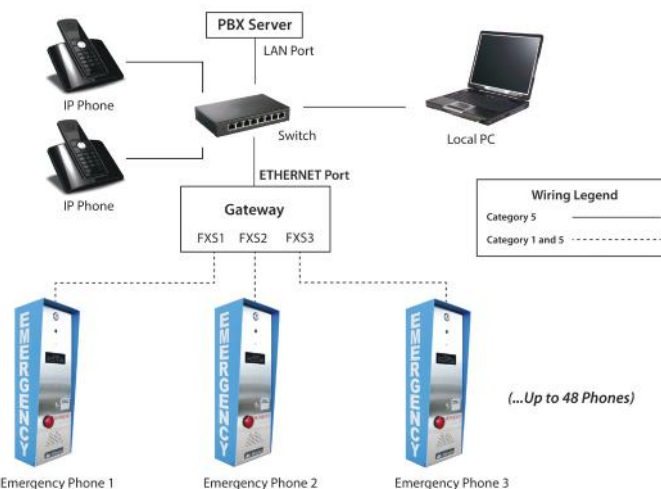 PBX Server
LAN Port
IP Phone
Switch
Local PC
IP Phone
ETHERNET Port
Gateway
FXS1 FXS2 FXS3
Wiring Legend
Category 5
Category 1 and 5
EMERGENCY
EMERGENCY
EMERGENCY
(...Up to 48 Phones)
Emergency Phone 1
Emergency Phone 2
Emergency Phone 3